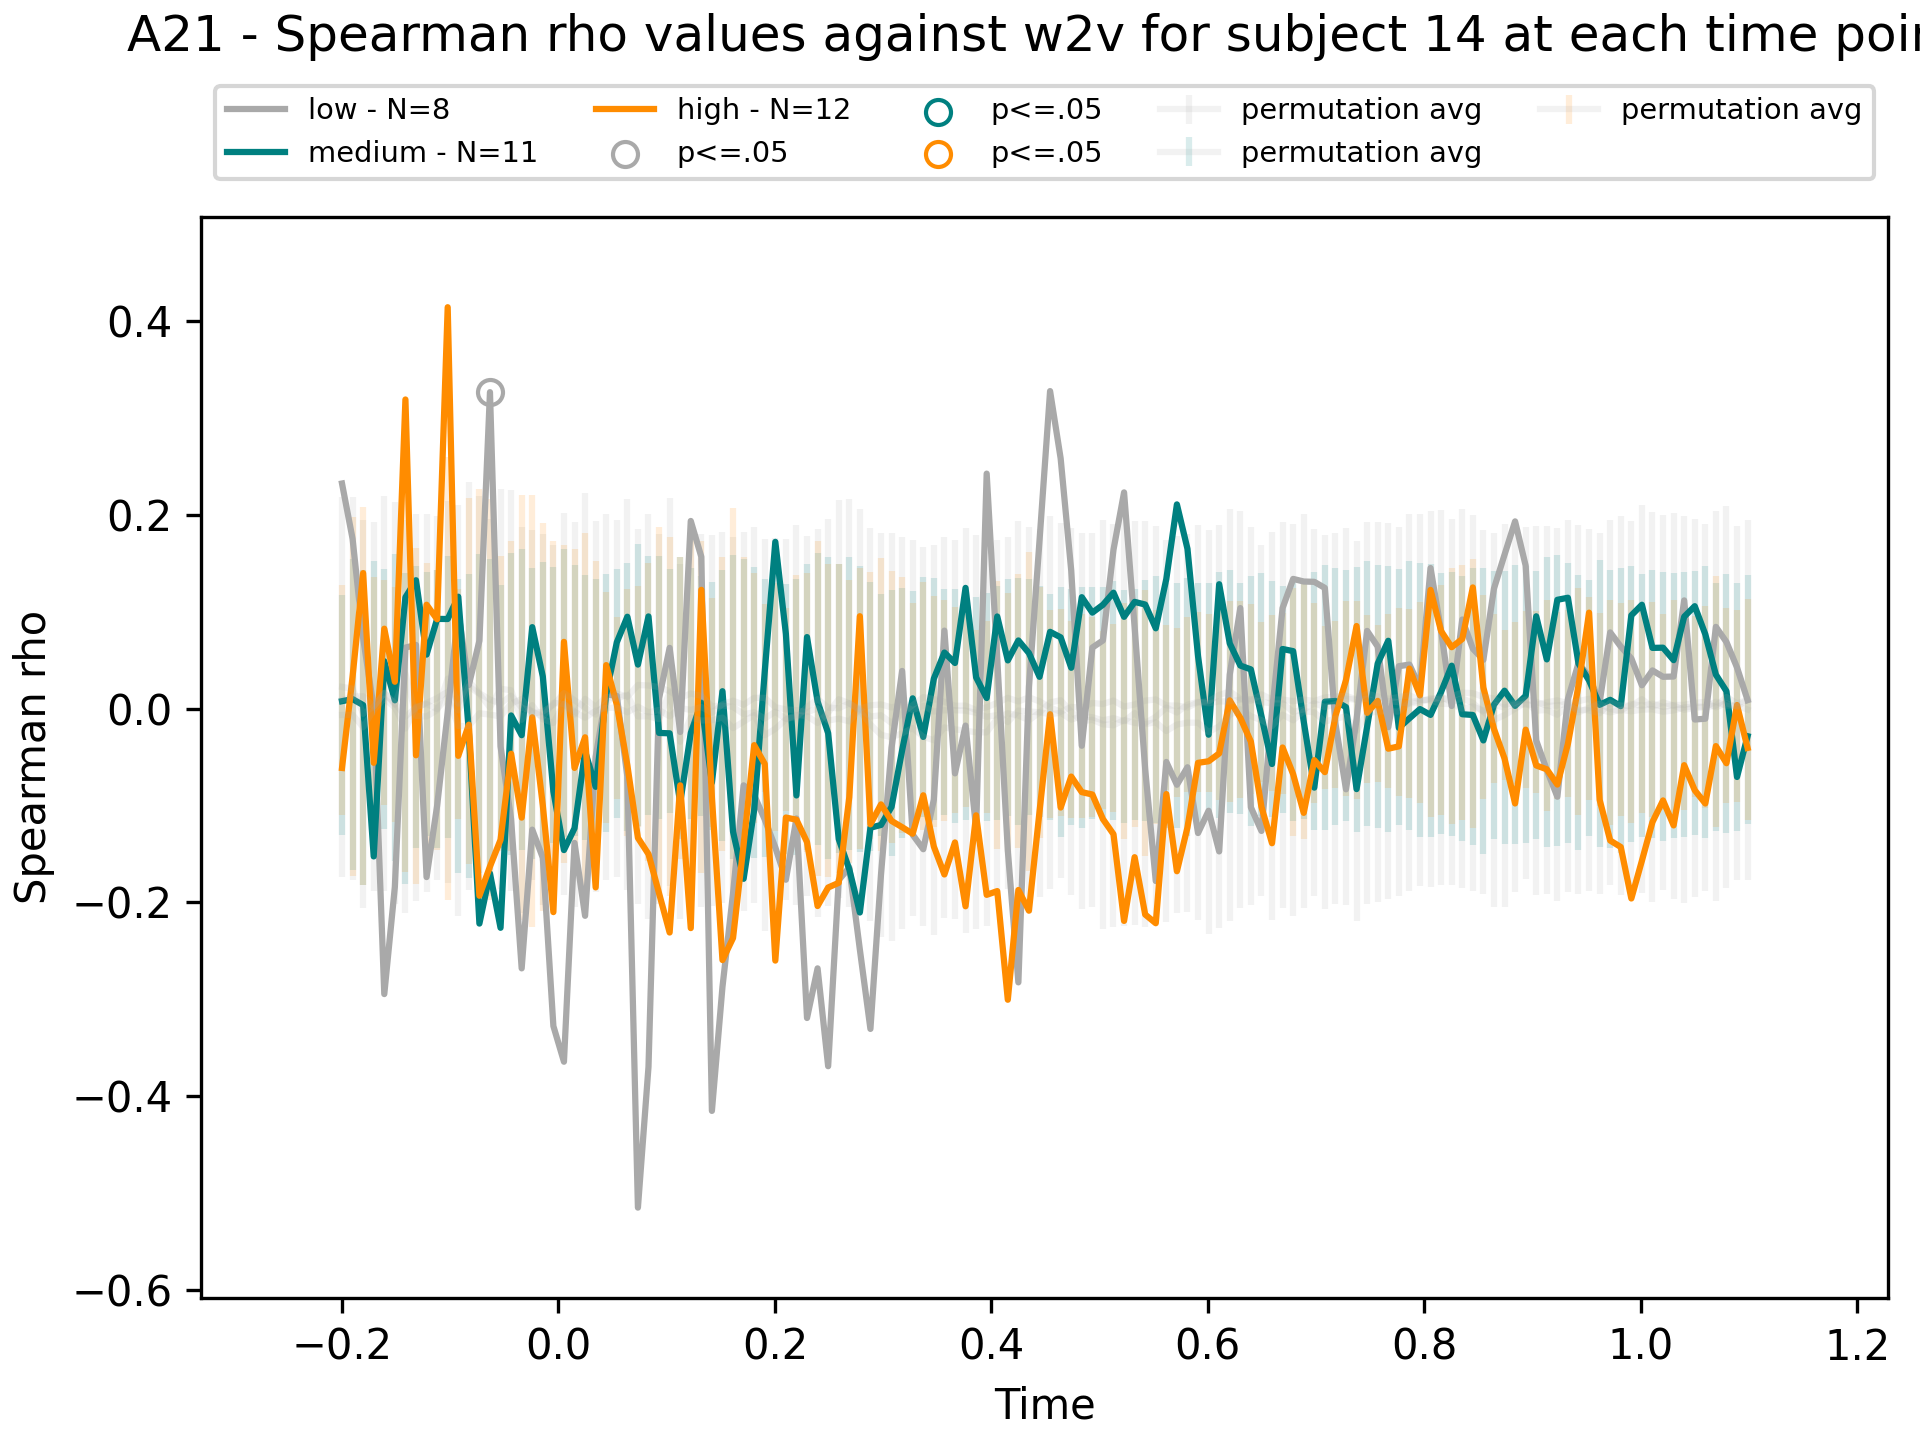 A21 - Spearman rho values against w2v for subject 14 at each time
low - N=8
medium - N=11
high - N=12
p<=.05
p<=.05
p<=.05
permutation avg
permutation avg
permutation avg
Spearman rho
0.4
0.2
0.0
−0.2
−0.4
−0.6
−0.2
0.0
0.2
0.4
0.6
0.8
1.0
1.2
Time